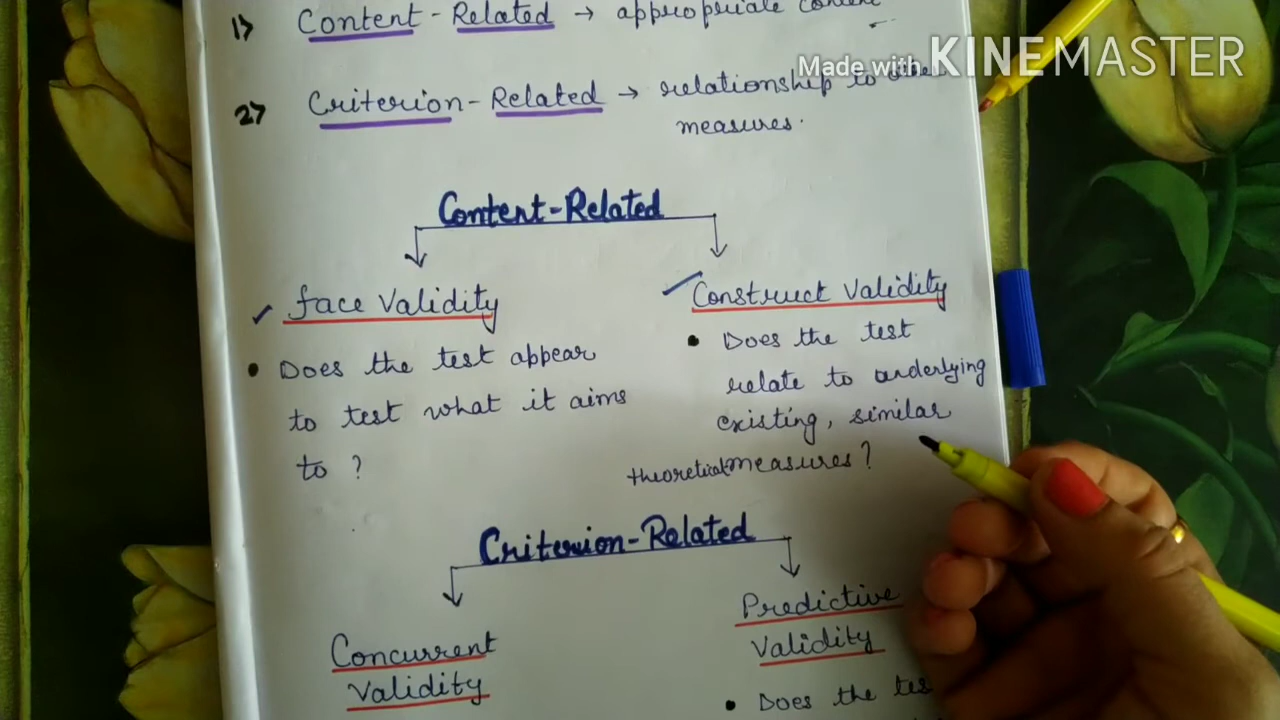 1) Content-Related → appropriate content
Made with KINEMASTER
2) Criterion-Related → relationship to
measures.
Content-Related
✓ face Validity
✓ Construct Validity
• Does the test appear
to test what it aims
to ?
• Does the test
relate to underlying
existing, similar
theoretical measures?
Criterion-Related
Concurrent
Validity
Predictive
Validity
• Does the